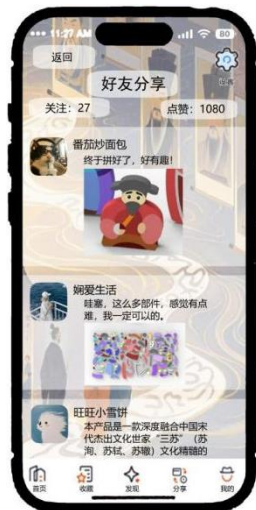 11:27 AM
80
返回
设置
好友分享
关注：27
点赞：1080
番茄炒面包
终于拼好了，好有趣！
娴爱生活
哇塞，这么多部件，感觉有点
难，我一定可以的。
旺旺小雪饼
本产品是一款深度融合中国宋
代杰出文化世家“三苏”（苏
洵、苏轼、苏辙）文化精髓的
首页
收藏
发现
分享
我的